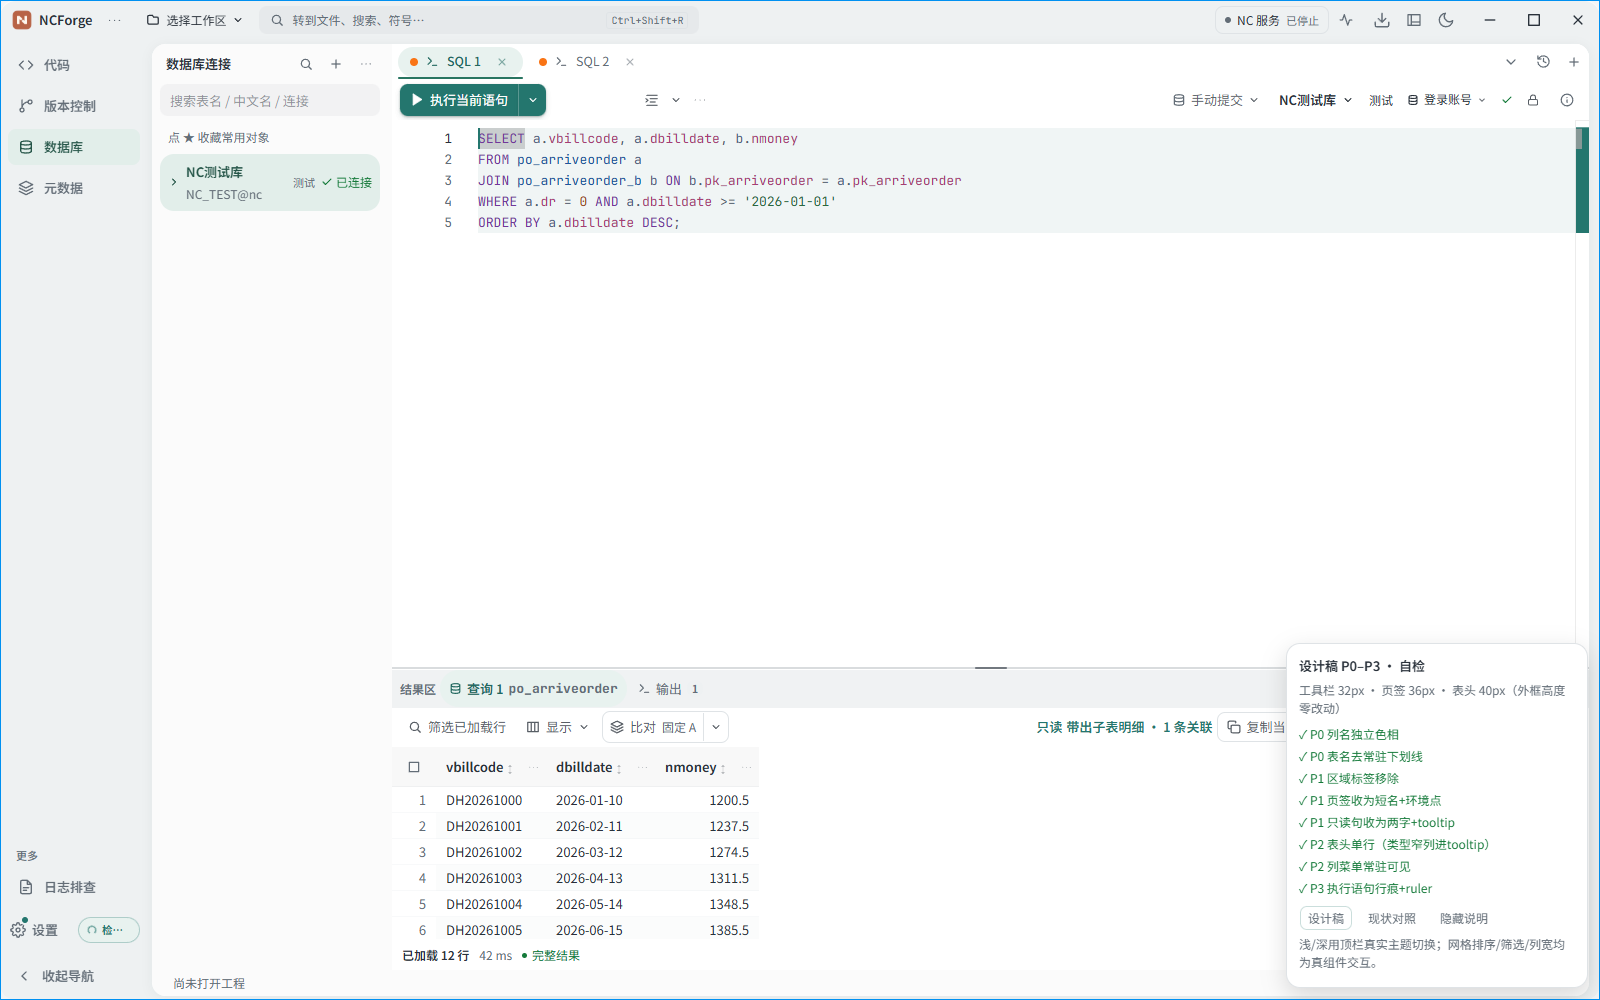 NCForge
选择工作区
转到文件、搜索、符号…
Ctrl+Shift+R
NC 服务 已停止
代码
版本控制
数据库
元数据
数据库连接
搜索表名 / 中文名 / 连接
点 ★ 收藏常用对象
NC测试库
NC_TEST@nc
测试 ✓ 已连接
SQL 1
SQL 2
执行当前语句
手动提交
NC测试库
测试
登录账号
1 SELECT a.vbillcode, a.dbilldate, b.nmoney
2 FROM po_arriveorder a
3 JOIN po_arriveorder_b b ON b.pk_arriveorder = a.pk_arriveorder
4 WHERE a.dr = 0 AND a.dbilldate >= '2026-01-01'
5 ORDER BY a.dbilldate DESC;
结果区
查询 1 po_arriveorder
输出 1
筛选已加载行
显示
比对 固定 A
只读 带出子表明细 · 1 条关联
复制当
vbillcode dbilldate nmoney
1 DH20261000 2026-01-10 1200.5
2 DH20261001 2026-02-11 1237.5
3 DH20261002 2026-03-12 1274.5
4 DH20261003 2026-04-13 1311.5
5 DH20261004 2026-05-14 1348.5
6 DH20261005 2026-06-15 1385.5
已加载 12 行 42 ms ● 完整结果
设计稿 P0–P3 · 自检
工具栏 32px · 页签 36px · 表头 40px（外框高度
零改动）
✓ P0 列名独立色相
✓ P0 表名去常驻下划线
✓ P1 区域标签移除
✓ P1 页签收为短名+环境点
✓ P1 只读句收为两字+tooltip
✓ P2 表头单行（类型窄列进tooltip）
✓ P2 列菜单常驻可见
✓ P3 执行语句行痕+ruler
设计稿
现状对照
隐藏说明
浅/深用顶栏真实主题切换；网格排序/筛选/列宽均
为真组件交互。
更多
日志排查
设置
检…
收起导航
尚未打开工程